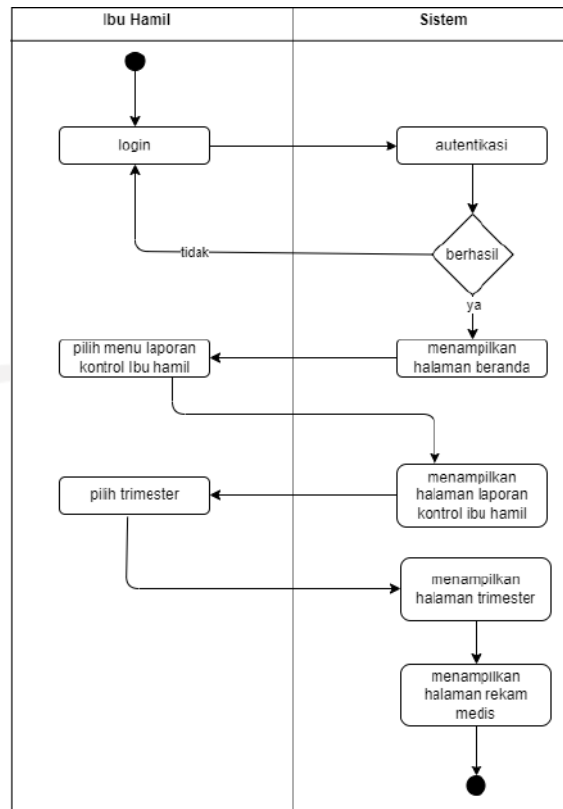 Ibu Hamil
Sistem
login
autentikasi
berhasil
tidak
ya
pilih menu laporan
kontrol Ibu hamil
menampilkan
halaman beranda
pilih trimester
menampilkan
halaman laporan
kontrol ibu hamil
menampilkan
halaman trimester
menampilkan
halaman rekam
medis